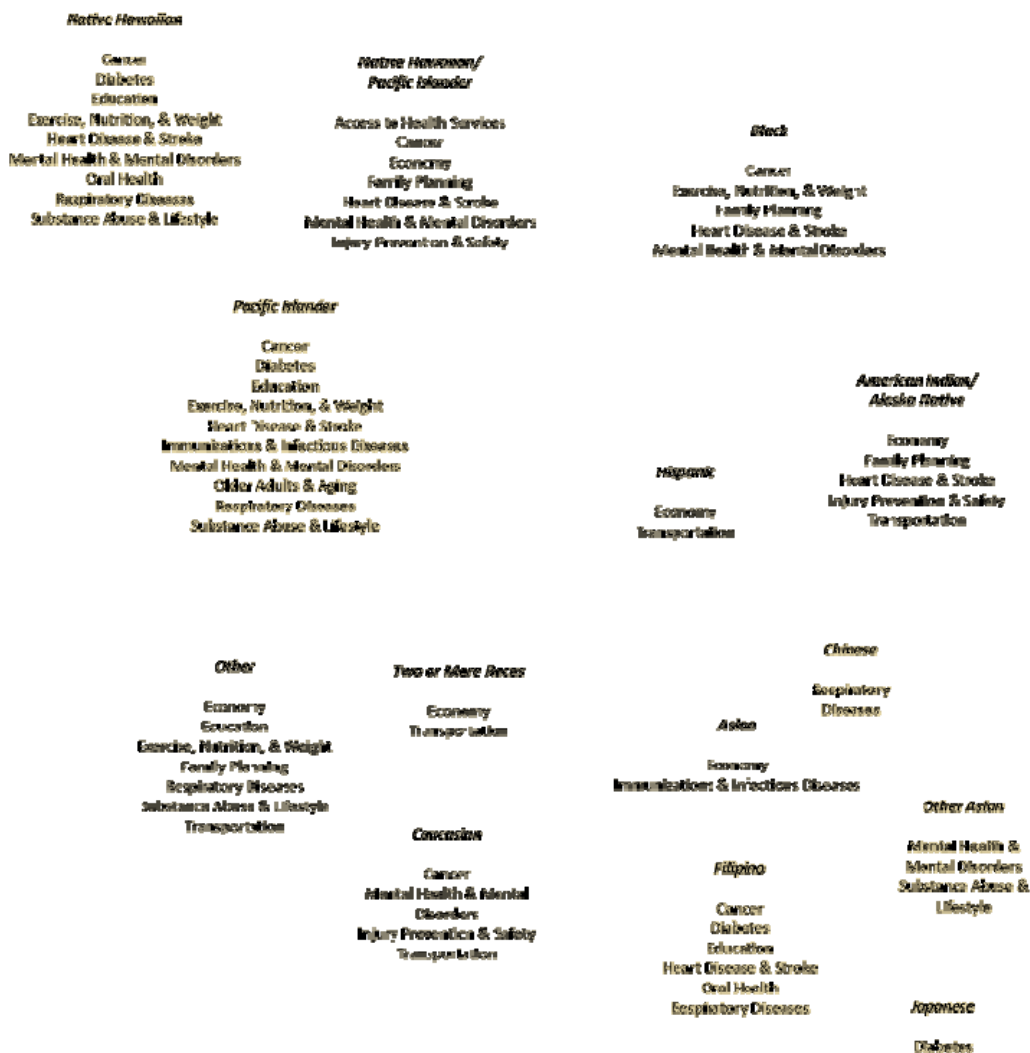 Native Hawaiian
Cancer
Diabetes
Education
Exercise, Nutrition, & Weight
Heart Disease & Stroke
Mental Health & Mental Disorders
Oral Health
Respiratory Diseases
Substance Abuse & Lifestyle
Native Hawaiian/
Pacific Islander
Access to Health Services
Cancer
Economy
Family Planning
Heart Disease & Stroke
Mental Health & Mental Disorders
Injury Prevention & Safety
Black
Cancer
Exercise, Nutrition, & Weight
Family Planning
Heart Disease & Stroke
Mental Health & Mental Disorders
Pacific Islander
Cancer
Diabetes
Education
Exercise, Nutrition, & Weight
Heart Disease & Stroke
Immunizations & Infectious Diseases
Mental Health & Mental Disorders
Older Adults & Aging
Respiratory Diseases
Substance Abuse & Lifestyle
Hispanic
Economy
Transportation
American Indian/
Alaska Native
Economy
Family Planning
Heart Disease & Stroke
Injury Prevention & Safety
Transportation
Other
Economy
Education
Exercise, Nutrition, & Weight
Family Planning
Respiratory Diseases
Substance Abuse & Lifestyle
Transportation
Two or More Races
Economy
Transportation
Caucasian
Cancer
Mental Health & Mental
Disorders
Injury Prevention & Safety
Transportation
Chinese
Respiratory
Diseases
Asian
Economy
Immunizations & Infectious Diseases
Other Asian
Mental Health &
Mental Disorders
Substance Abuse &
Lifestyle
Filipino
Cancer
Diabetes
Education
Heart Disease & Stroke
Oral Health
Respiratory Diseases
Japanese
Diabetes